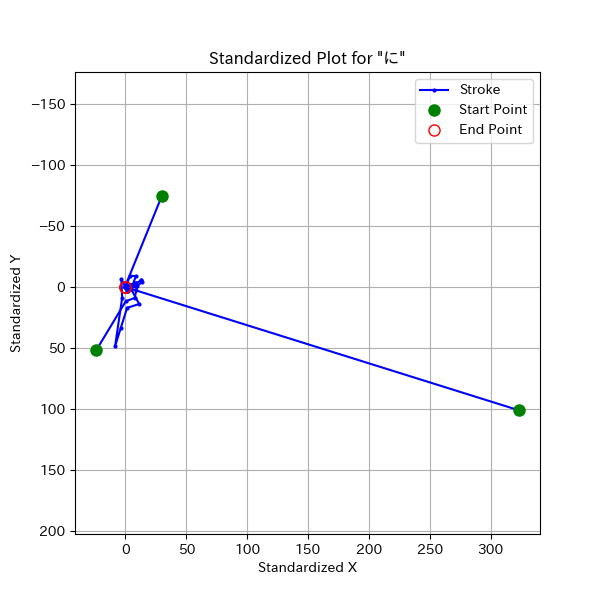 Standardized Plot for "に"
Stroke
Start Point
End Point
Standardized Y
−150
−100
−50
0
50
100
150
200
0
50
100
150
200
250
300
Standardized X